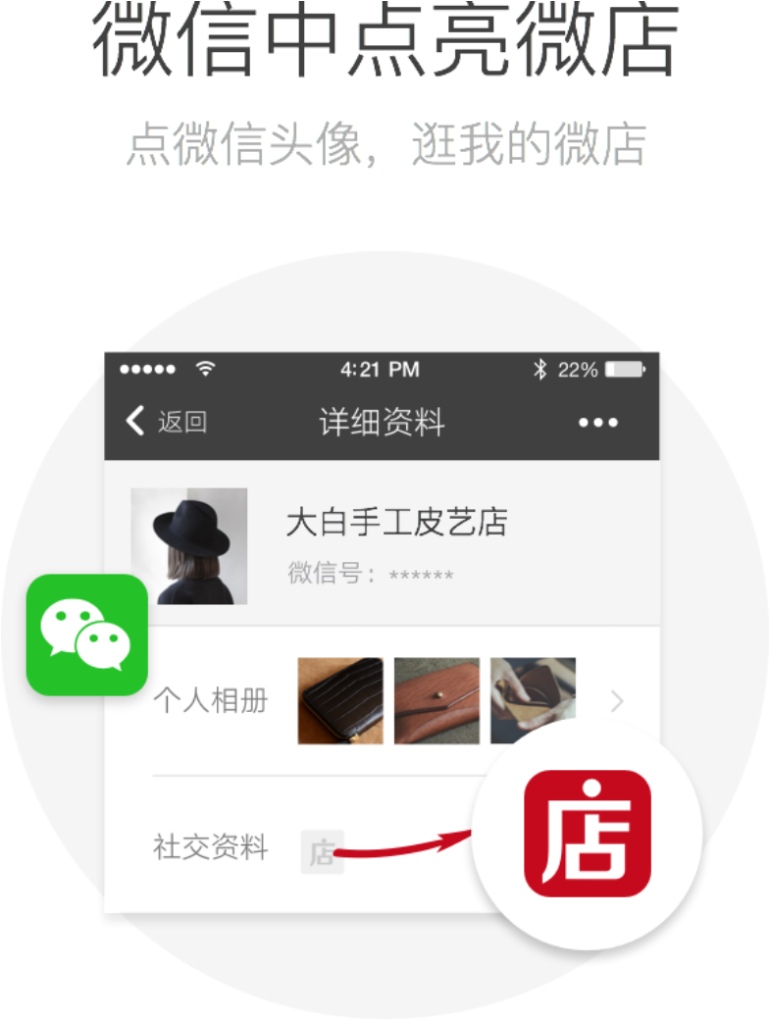 微信中点亮微店
点微信头像，逛我的微店
4:21 PM
22%
返回
详细资料
大白手工皮艺店
微信号：******
个人相册
社交资料
店
店